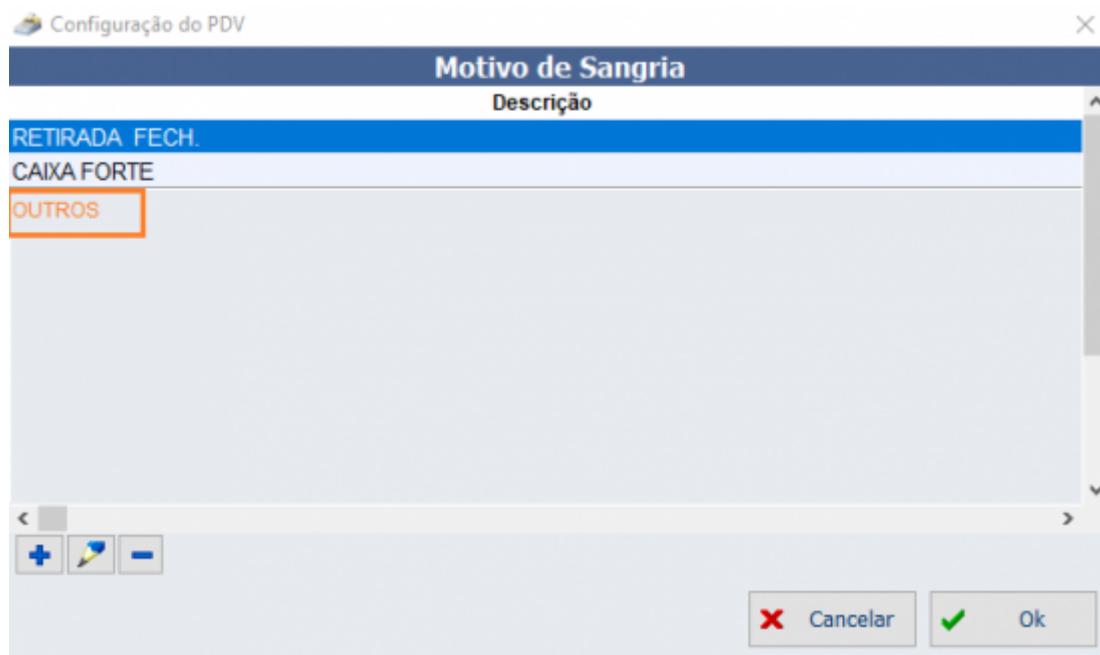 Configuração do PDV
Motivo de Sangria
Descrição
RETIRADA FECH.
CAIXA FORTE
OUTROS
Cancelar
Ok